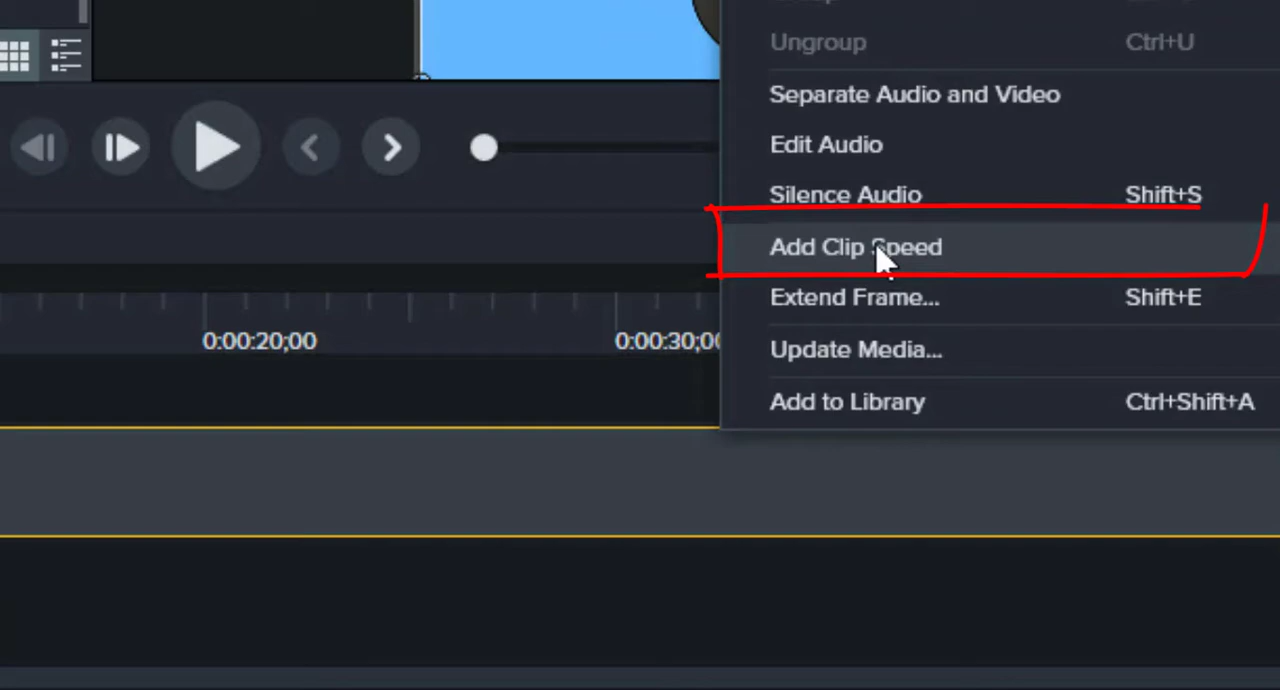 Ungroup Ctrl+U
Separate Audio and Video
Edit Audio
Silence Audio Shift+S
Add Clip Speed
Extend Frame... Shift+E
Update Media...
Add to Library Ctrl+Shift+A
0:00:20;00 0:00:30;00